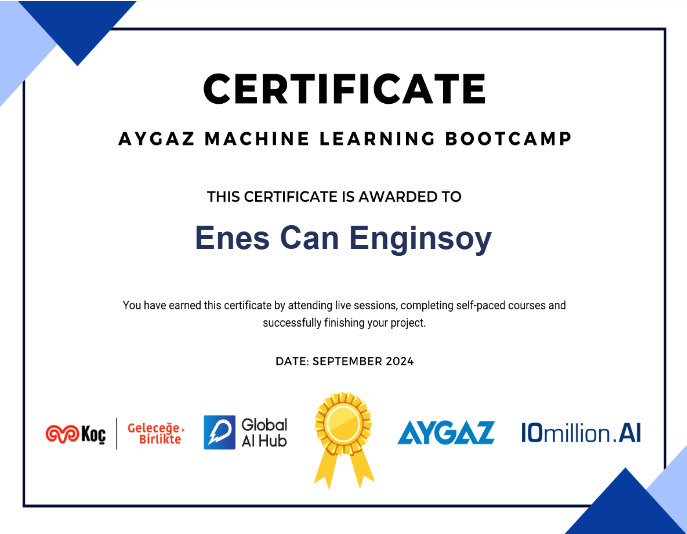 CERTIFICATE
AYGAZ MACHINE LEARNING BOOTCAMP
THIS CERTIFICATE IS AWARDED TO
Enes Can Enginsoy
You have earned this certificate by attending live sessions, completing self-paced courses and
successfully finishing your project.
DATE: SEPTEMBER 2024
Koç
Geleceğe
Birlikte
Global
AI Hub
AYGAZ
10million.AI